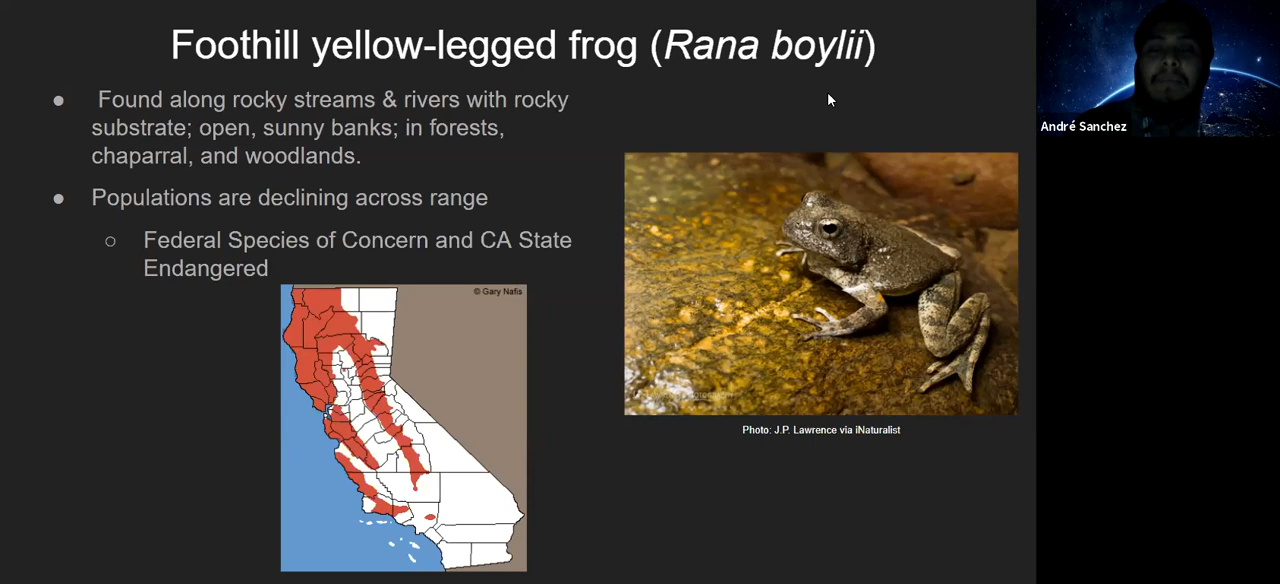 Foothill yellow-legged frog (Rana boylii)
● Found along rocky streams & rivers with rocky
substrate; open, sunny banks; in forests,
chaparral, and woodlands.
● Populations are declining across range
○ Federal Species of Concern and CA State
Endangered
© Gary Nafis
Photo: J.P. Lawrence via iNaturalist
André Sanchez